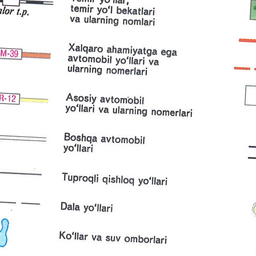 temir yo'l bekatlari
va ularning nomlari
lor t.p.
M-39
Xalqaro ahamiyatga ega
avtomobil yo'llari va
ularning nomerlari
R-12
Asosiy avtomobil
yo'llari va ularning nomerlari
Boshqa avtomobil
yo'llari
Tuproqli qishloq yo'llari
Dala yo'llari
Ko'llar va suv omborlari